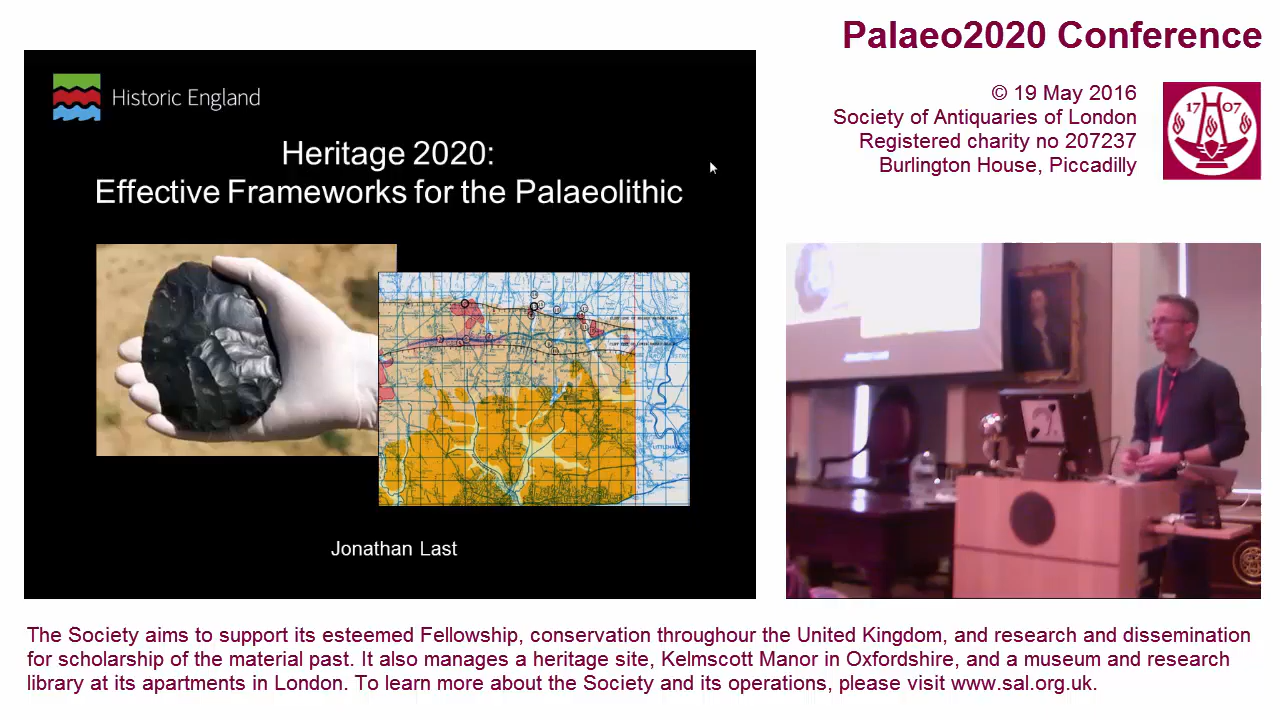 Palaeo2020 Conference
© 19 May 2016
Society of Antiquaries of London
Registered charity no 207237
Burlington House, Piccadilly
17 07
Historic England
Heritage 2020:
Effective Frameworks for the Palaeolithic
Jonathan Last
The Society aims to support its esteemed Fellowship, conservation throughour the United Kingdom, and research and dissemination
for scholarship of the material past. It also manages a heritage site, Kelmscott Manor in Oxfordshire, and a museum and research
library at its apartments in London. To learn more about the Society and its operations, please visit www.sal.org.uk.